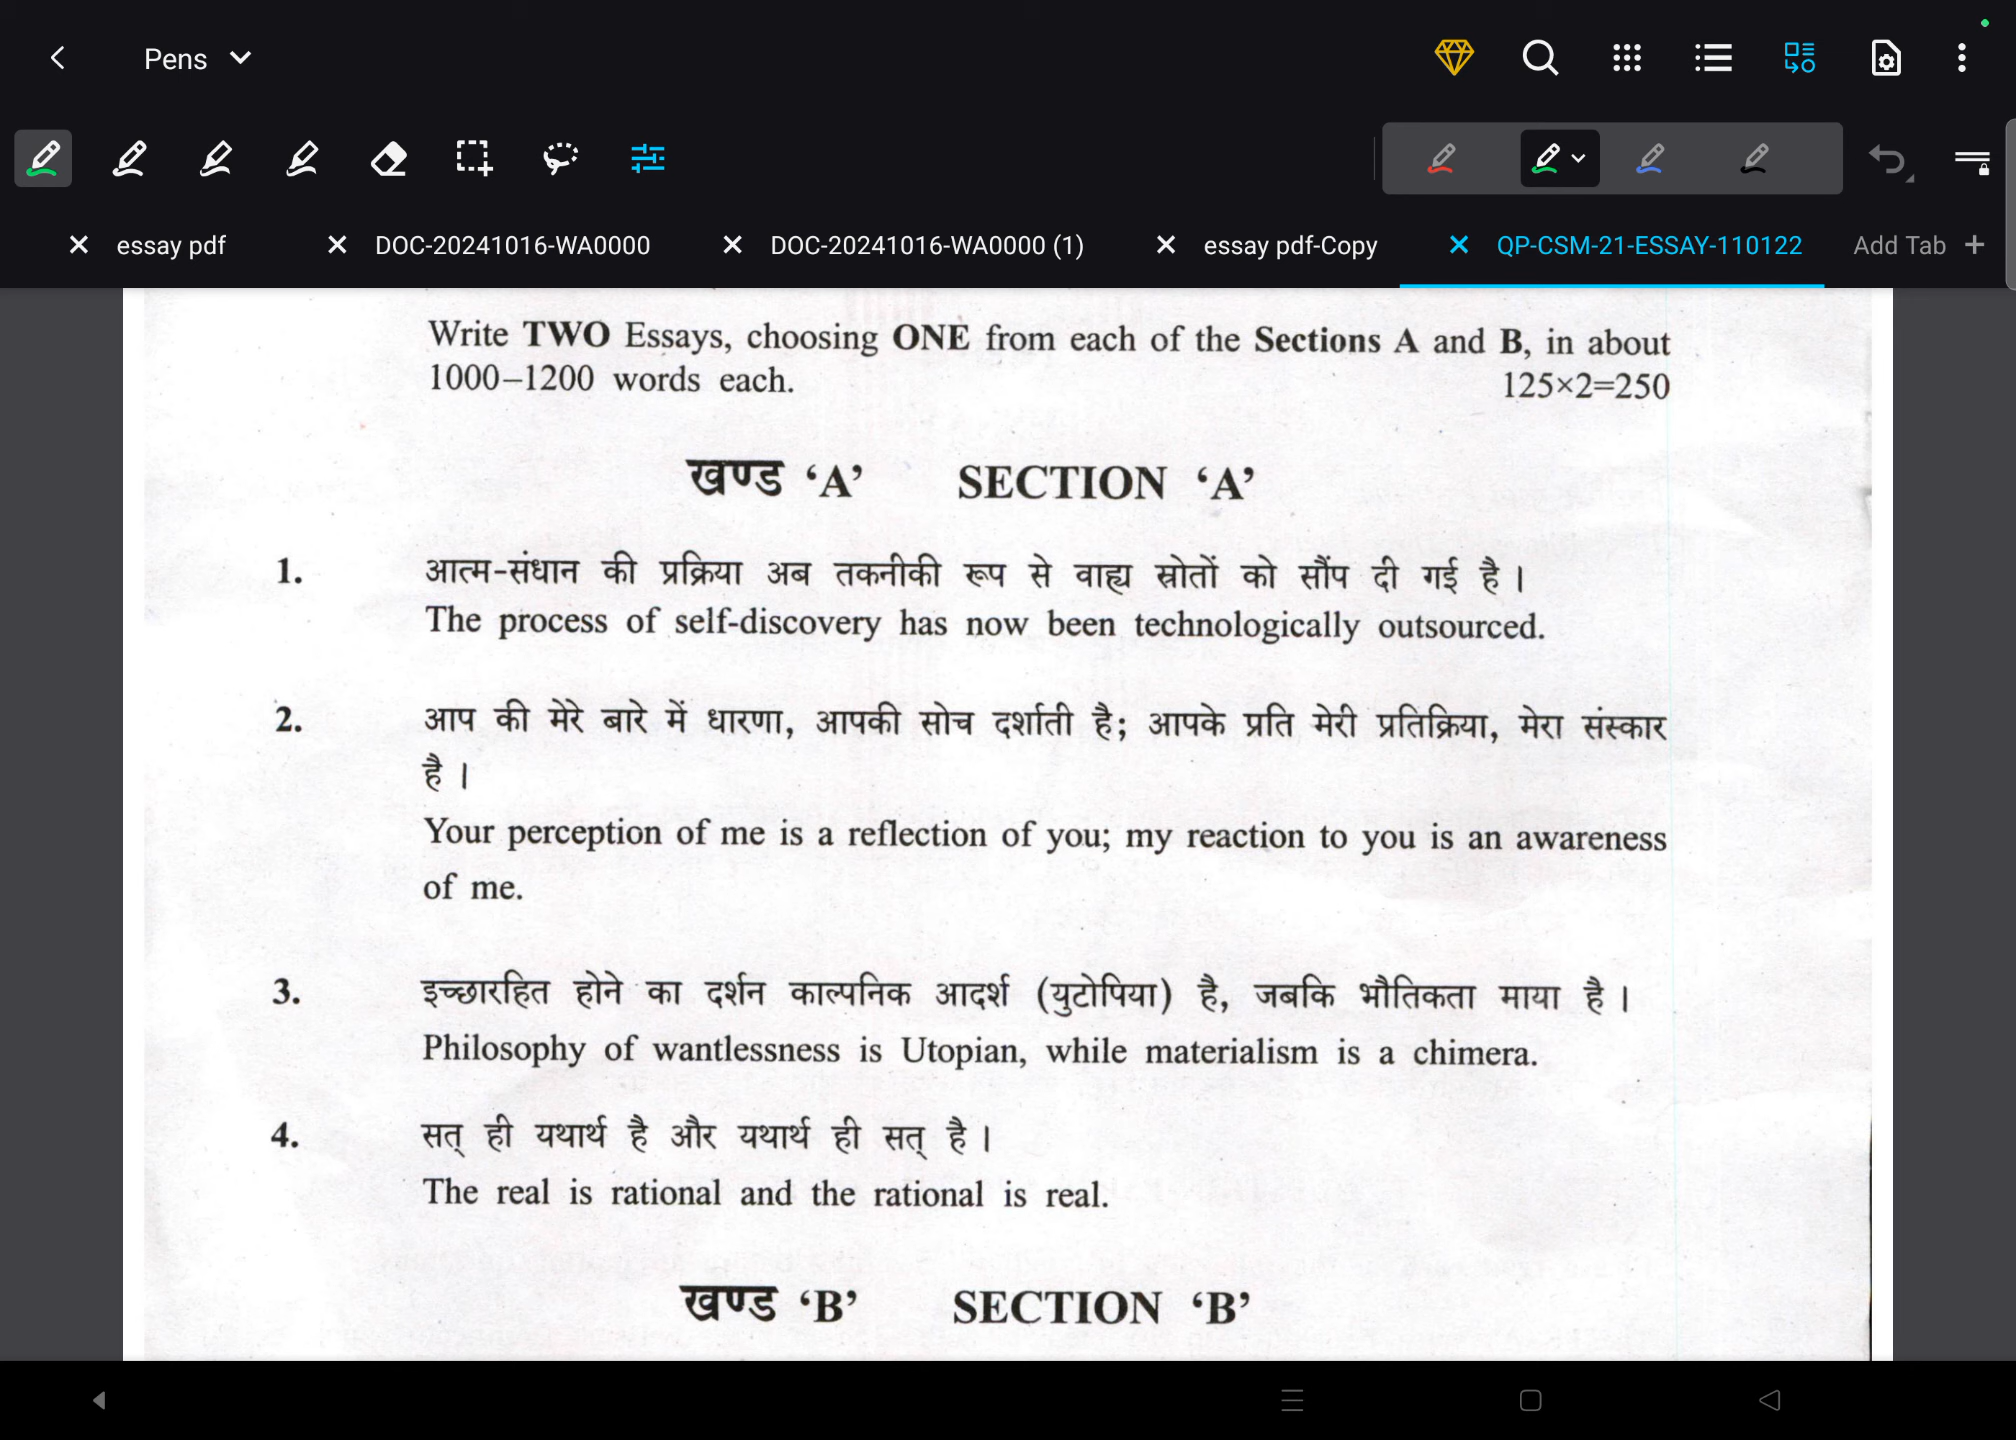 Pens
essay pdf
DOC-20241016-WA0000
DOC-20241016-WA0000 (1)
essay pdf-Copy
QP-CSM-21-ESSAY-110122
Add Tab +
Write TWO Essays, choosing ONE from each of the Sections A and B, in about
1000–1200 words each. 125×2=250
खण्ड ‘A’ SECTION ‘A’
1. आत्म-संधान की प्रक्रिया अब तकनीकी रूप से वाह्य स्रोतों को सौंप दी गई है ।
The process of self-discovery has now been technologically outsourced.
2. आप की मेरे बारे में धारणा, आपकी सोच दर्शाती है; आपके प्रति मेरी प्रतिक्रिया, मेरा संस्कार
है ।
Your perception of me is a reflection of you; my reaction to you is an awareness
of me.
3. इच्छारहित होने का दर्शन काल्पनिक आदर्श (युटोपिया) है, जबकि भौतिकता माया है ।
Philosophy of wantlessness is Utopian, while materialism is a chimera.
4. सत् ही यथार्थ है और यथार्थ ही सत् है ।
The real is rational and the rational is real.
खण्ड ‘B’ SECTION ‘B’